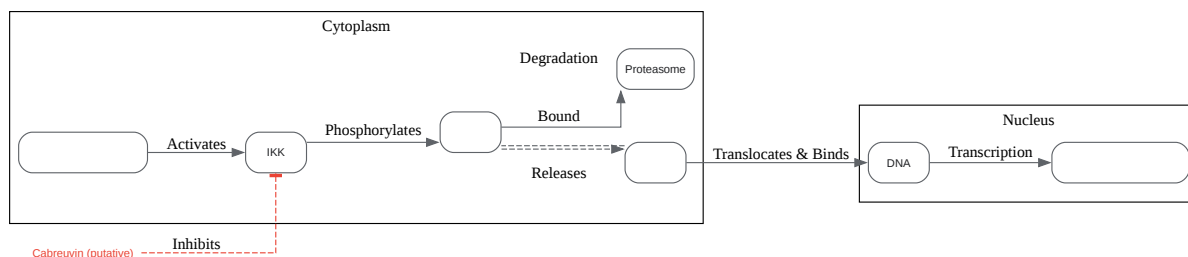 Cytoplasm
Degradation
Proteasome
Bound
Phosphorylates
Activates
IKK
Releases
Inhibits
Cabreuvin (putative)
Translocates & Binds
Nucleus
DNA
Transcription